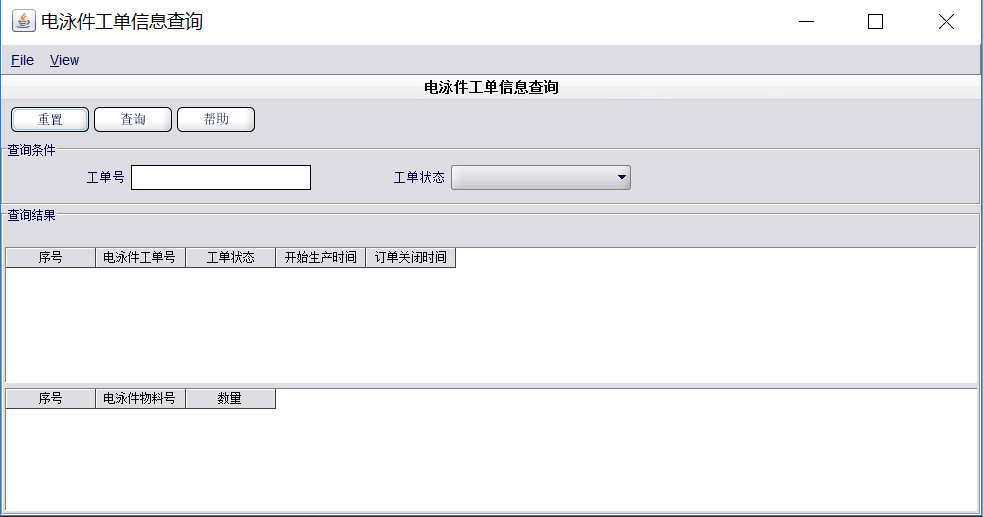 电泳件工单信息查询
File View
电泳件工单信息查询
重置 查询 帮助
查询条件
工单号 工单状态
查询结果
序号 电泳件工单号 工单状态 开始生产时间 订单关闭时间
序号 电泳件物料号 数量